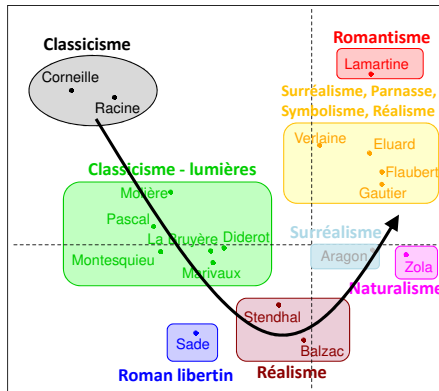 Classicisme
Romantisme
Corneille
Lamartine
Racine
Surréalisme, Parnasse,
Symbolisme, Réalisme
Verlaine
Eluard
Classicisme - lumières
Flaubert
Molière
Gautier
Pascal
La Bruyère
Diderot
Surréalisme
Montesquieu
Aragon
Zola
Marivaux
Naturalisme
Stendhal
Sade
Balzac
Roman libertin
Réalisme